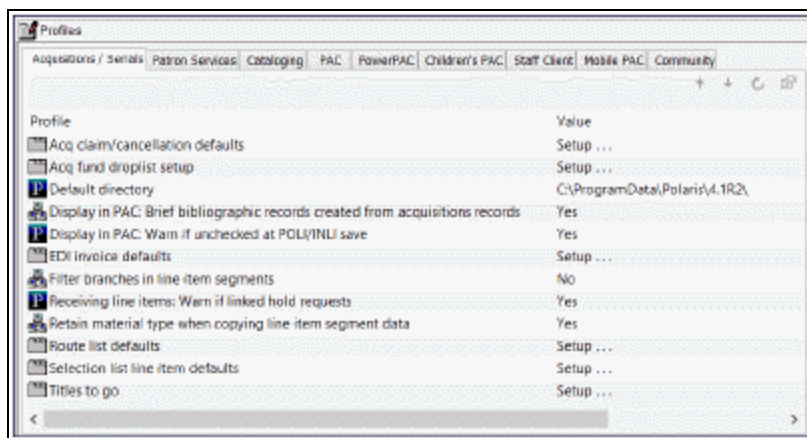 Profiles
Acquisitions / Serials Patron Services Cataloging PAC PowerPAC Children's PAC Staff Client Mobile PAC Community
Profile Value
Acq claim/cancellation defaults Setup ...
Acq fund droplist setup Setup ...
Default directory C:\ProgramData\Polaris\4.1R2\
Display in PAC: Brief bibliographic records created from acquisitions records Yes
Display in PAC: Warn if unchecked at POLI/INLI save Yes
EDI invoice defaults Setup ...
Filter branches in line item segments No
Receiving line items: Warn if linked hold requests Yes
Retain material type when copying line item segment data Yes
Route list defaults Setup ...
Selection list line item defaults Setup ...
Titles to go Setup ...